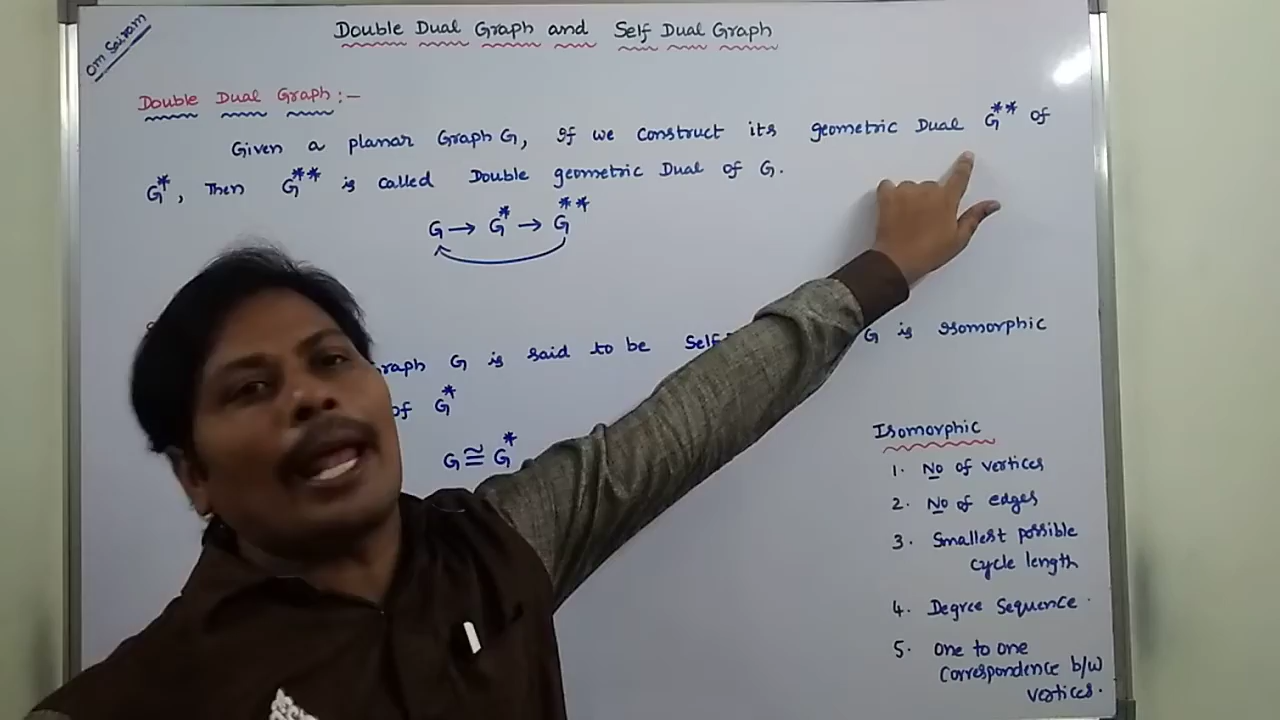 Om Sairam
Double Dual Graph and Self Dual Graph
Double Dual Graph :-
Given a planar Graph G, If we construct its geometric Dual G** of
G*, Then G** is called Double geometric Dual of G.
G → G* → G**
raph G is said to be Self G is isomorphic
of G*
G ≅ G*
Isomorphic
1. No of vertices
2. No of edges
3. Smallest possible
cycle length
4. Degree Sequence
5. One to one
Correspondence b/w
vertices.